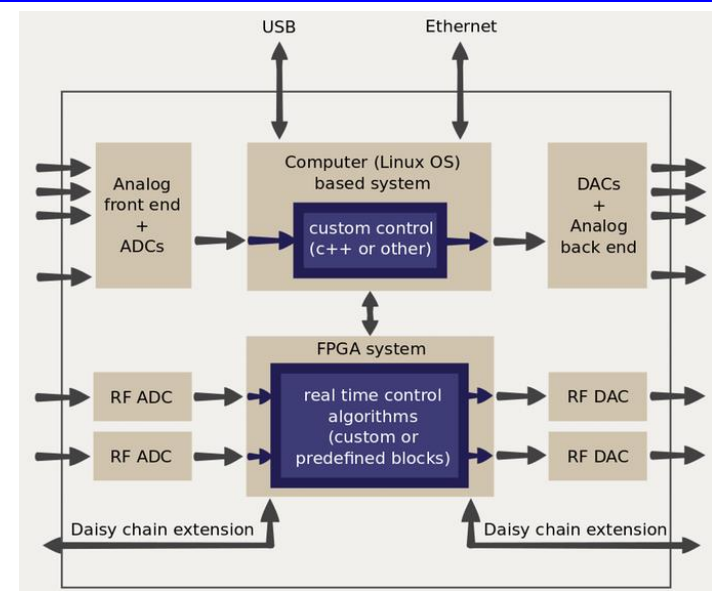 USB
Ethernet
Analog
front end
+
ADCs
Computer (Linux OS)
based system
custom control
(c++ or other)
DACs
+
Analog
back end
FPGA system
RF ADC
RF ADC
real time control
algorithms
(custom or
predefined blocks)
RF DAC
RF DAC
Daisy chain extension
Daisy chain extension